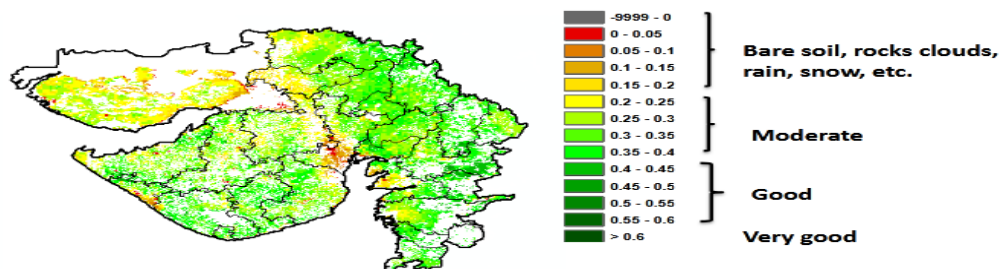 -9999 - 0
0 - 0.05
0.05 - 0.1
0.1 - 0.15
0.15 - 0.2
0.2 - 0.25
0.25 - 0.3
0.3 - 0.35
0.35 - 0.4
0.4 - 0.45
0.45 - 0.5
0.5 - 0.55
0.55 - 0.6
> 0.6
Bare soil, rocks clouds,
rain, snow, etc.
Moderate
Good
Very good